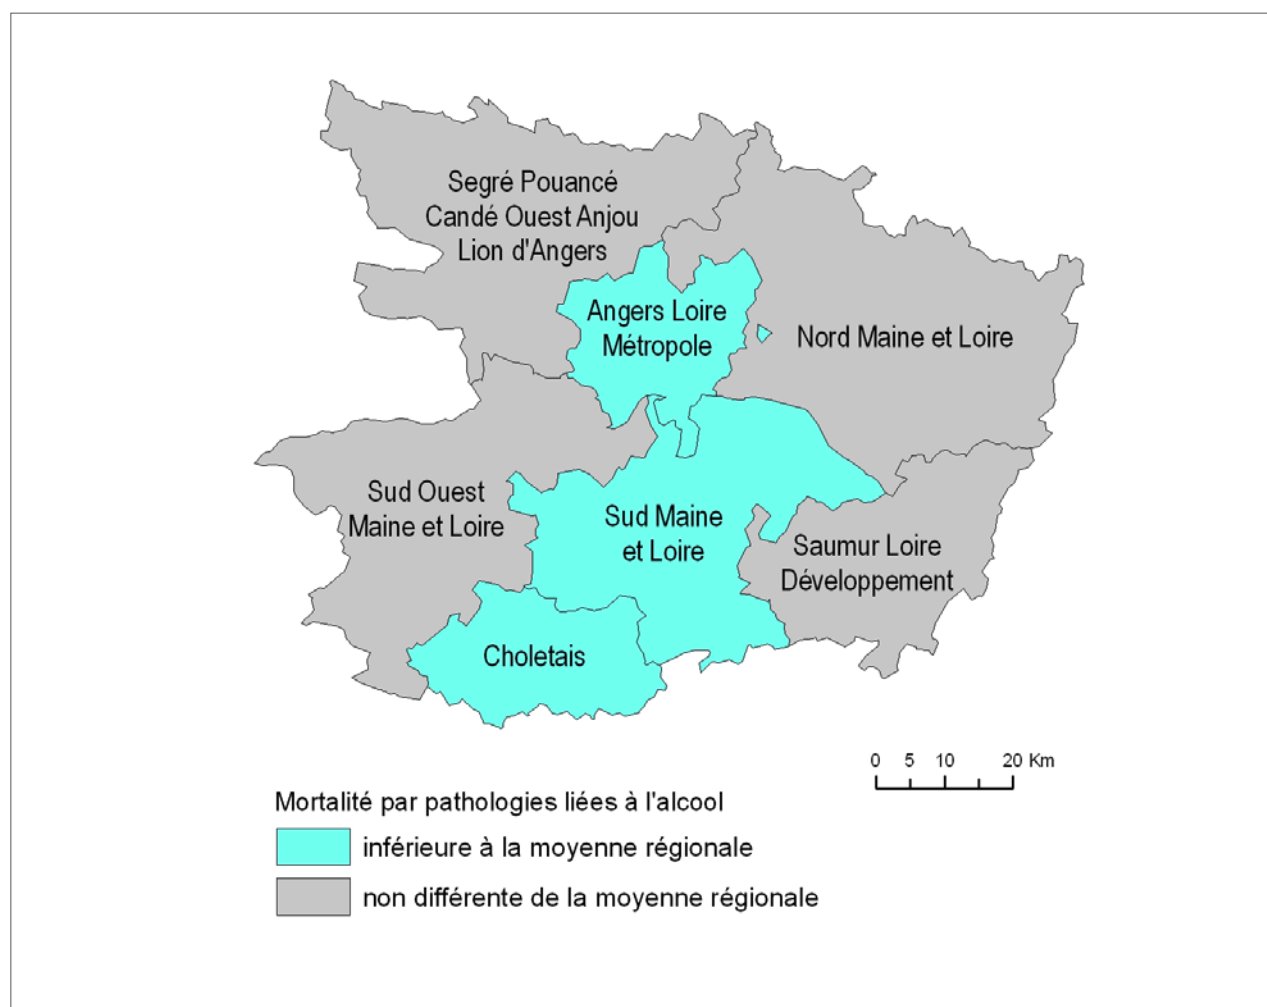 Segré Pouancé
Candé Ouest Anjou
Lion d'Angers
Angers Loire
Métropole
Nord Maine et Loire
Sud Ouest
Maine et Loire
Sud Maine
et Loire
Saumur Loire
Développement
Choletais
0 5 10 20 Km
Mortalité par pathologies liées à l'alcool
inférieure à la moyenne régionale
non différente de la moyenne régionale